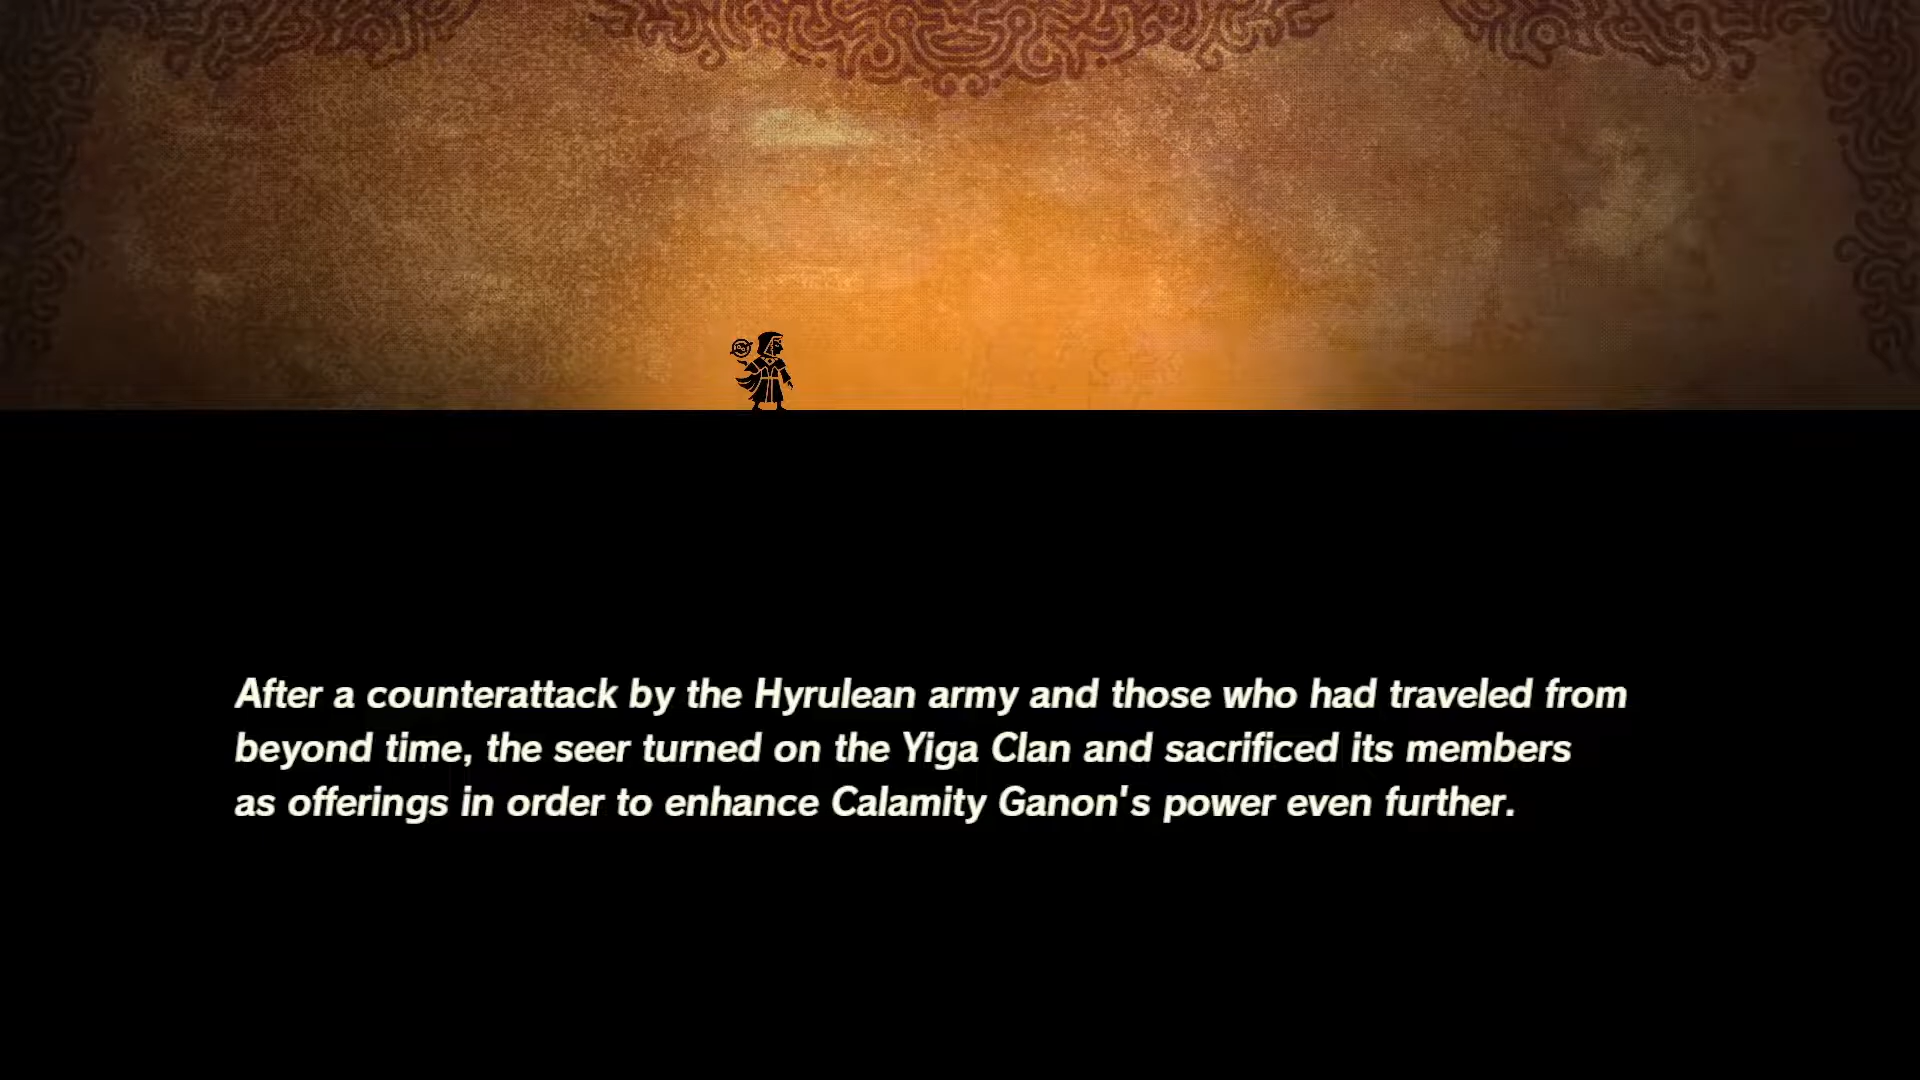 After a counterattack by the Hyrulean army and those who had traveled from
beyond time, the seer turned on the Yiga Clan and sacrificed its members
as offerings in order to enhance Calamity Ganon's power even further.